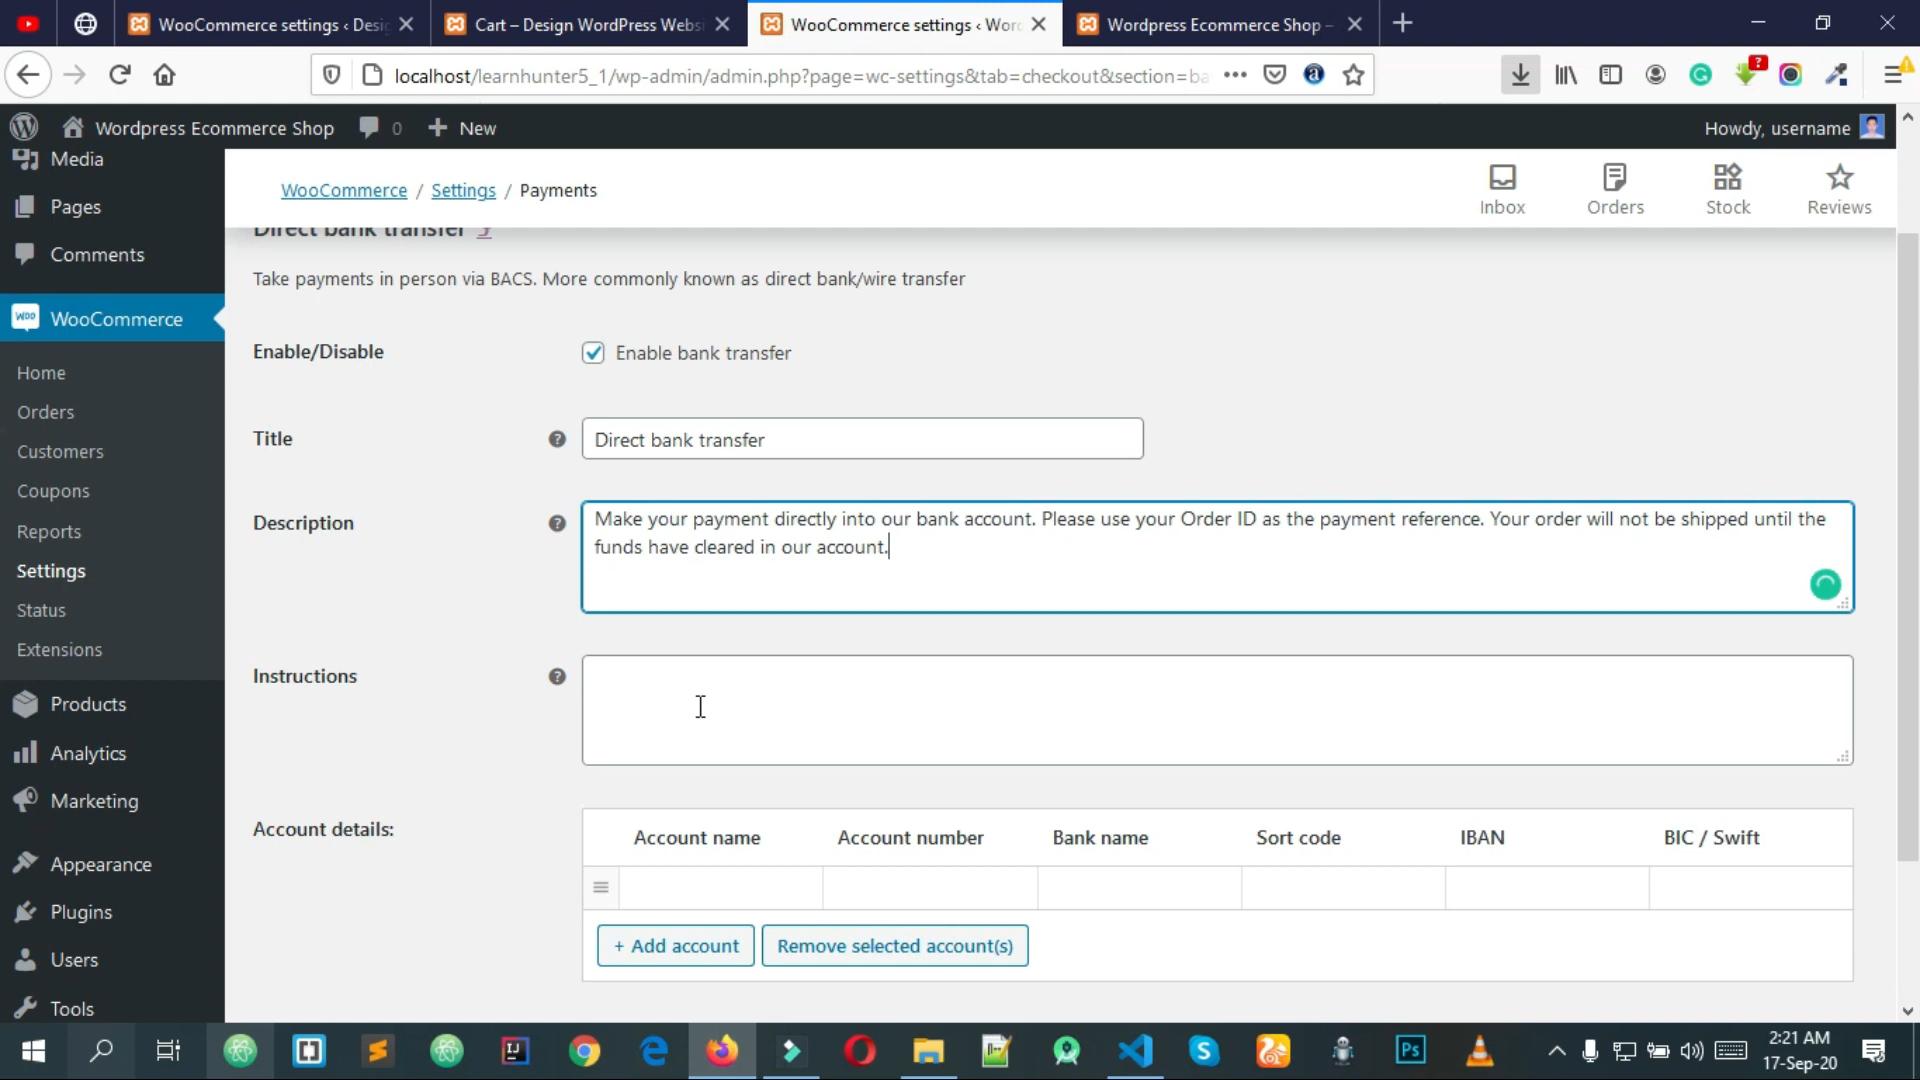 WooCommerce settings ‹ Desi
Cart – Design WordPress Websi
WooCommerce settings ‹ Word
Wordpress Ecommerce Shop –
localhost/learnhunter5_1/wp-admin/admin.php?page=wc-settings&tab=checkout&section=ba
Wordpress Ecommerce Shop
0
New
Howdy, username
Media
Pages
Comments
WooCommerce
Home
Orders
Customers
Coupons
Reports
Settings
Status
Extensions
Products
Analytics
Marketing
Appearance
Plugins
Users
Tools
WooCommerce / Settings / Payments
Inbox
Orders
Stock
Reviews
Direct bank transfer
Take payments in person via BACS. More commonly known as direct bank/wire transfer
Enable/Disable
Enable bank transfer
Title
Direct bank transfer
Description
Make your payment directly into our bank account. Please use your Order ID as the payment reference. Your order will not be shipped until the
funds have cleared in our account.
Instructions
Account details:
Account name
Account number
Bank name
Sort code
IBAN
BIC / Swift
+ Add account
Remove selected account(s)
2:21 AM
17-Sep-20